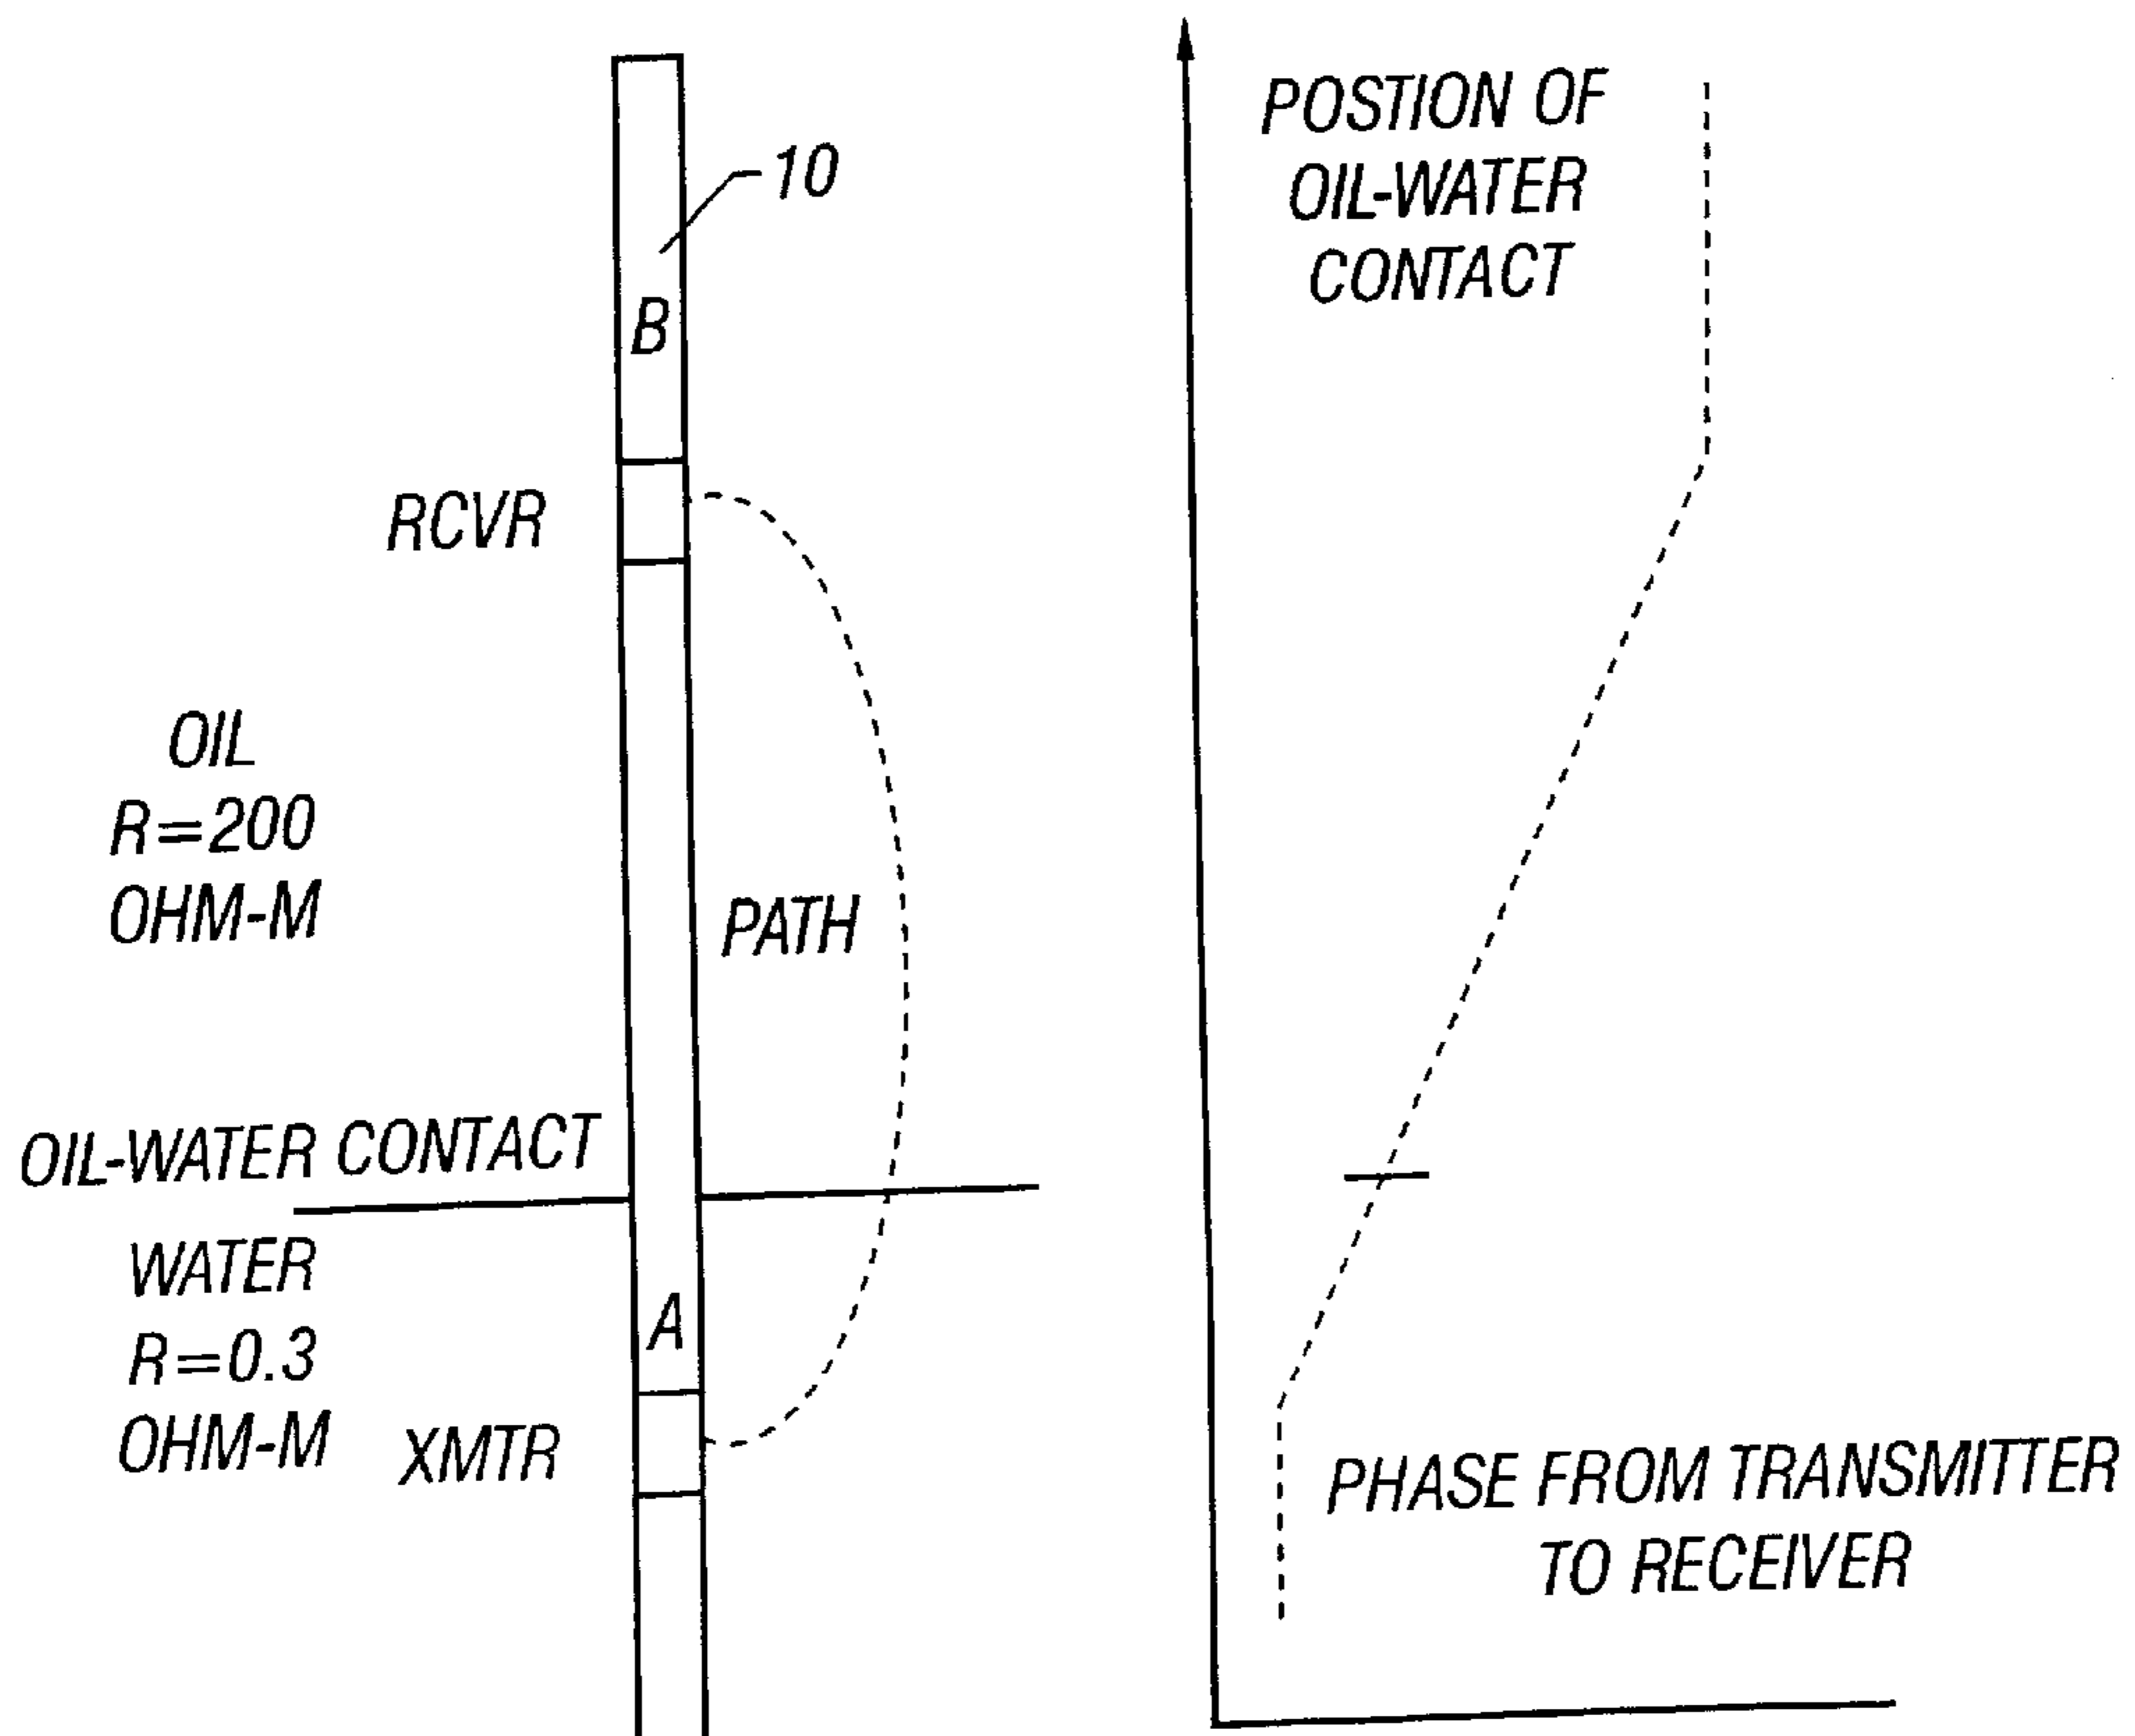 10
B
RCVR
OIL
R=200
OHM-M
PATH
OIL-WATER CONTACT
WATER
R=0.3
OHM-M
A
XMTR
POSTION OF
OIL-WATER
CONTACT
PHASE FROM TRANSMITTER
TO RECEIVER